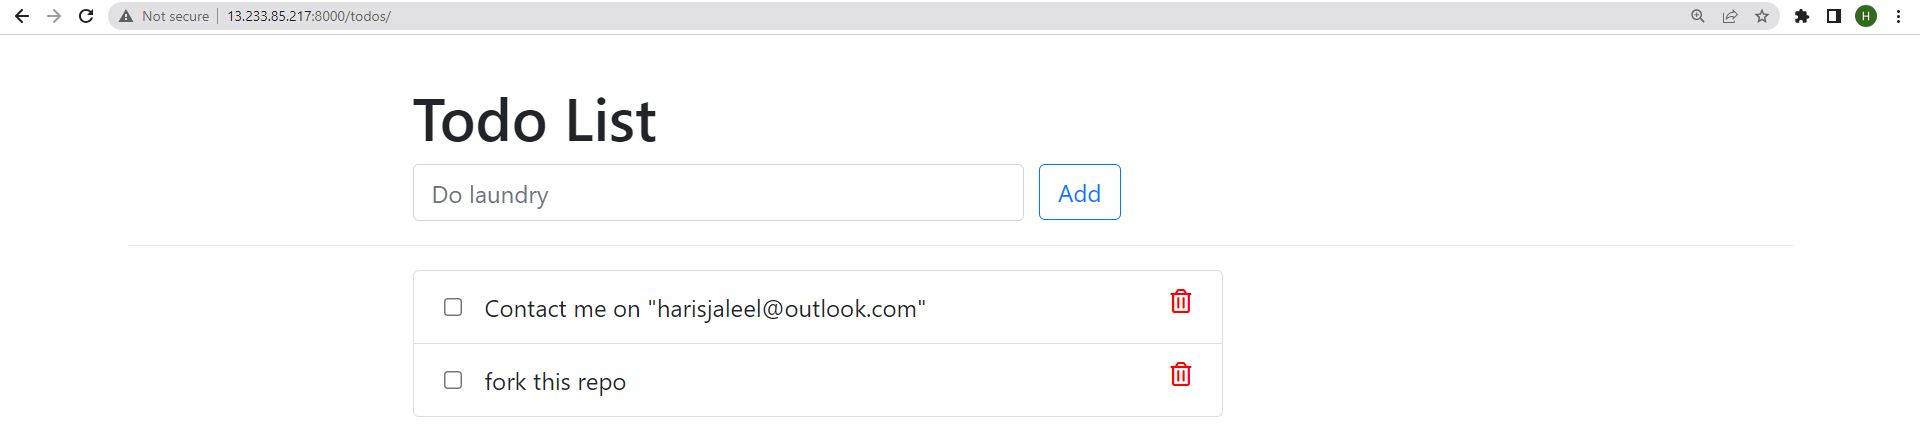 Not secure | 13.233.85.217:8000/todos/
H
Todo List
Do laundry
Add
Contact me on "harisjaleel@outlook.com"
fork this repo